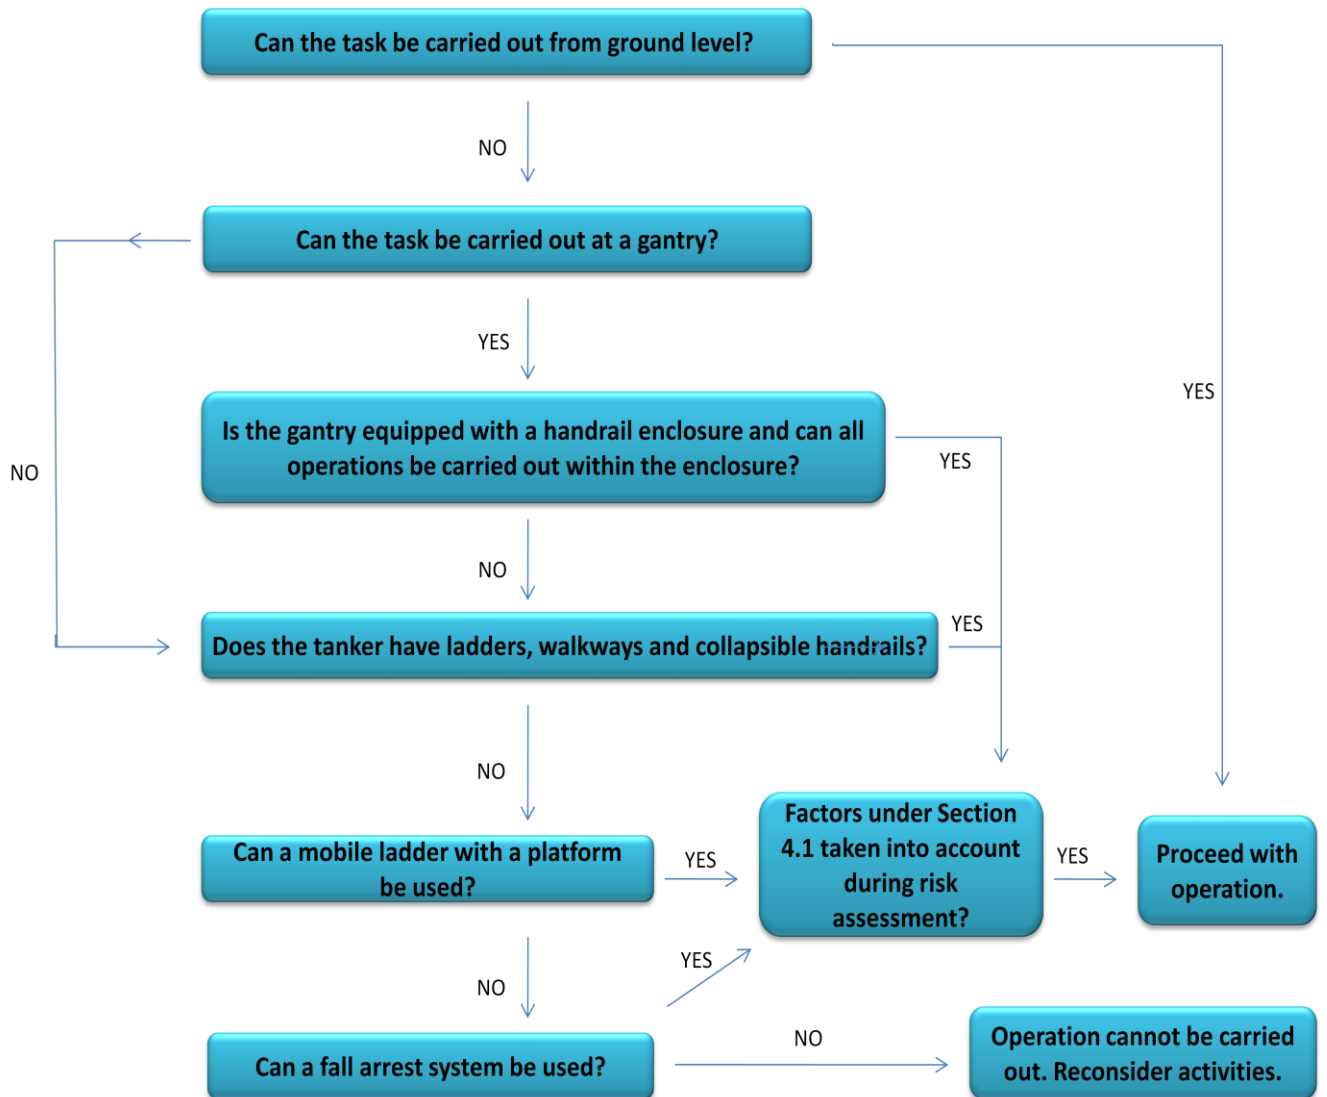 Can the task be carried out from ground level?
NO
Can the task be carried out at a gantry?
YES
YES
Is the gantry equipped with a handrail enclosure and can all
operations be carried out within the enclosure?
YES
NO
NO
Does the tanker have ladders, walkways and collapsible handrails?
YES
NO
Can a mobile ladder with a platform
be used?
YES
Factors under Section
4.1 taken into account
during risk
assessment?
YES
Proceed with
operation.
YES
NO
Can a fall arrest system be used?
NO
Operation cannot be carried
out. Reconsider activities.